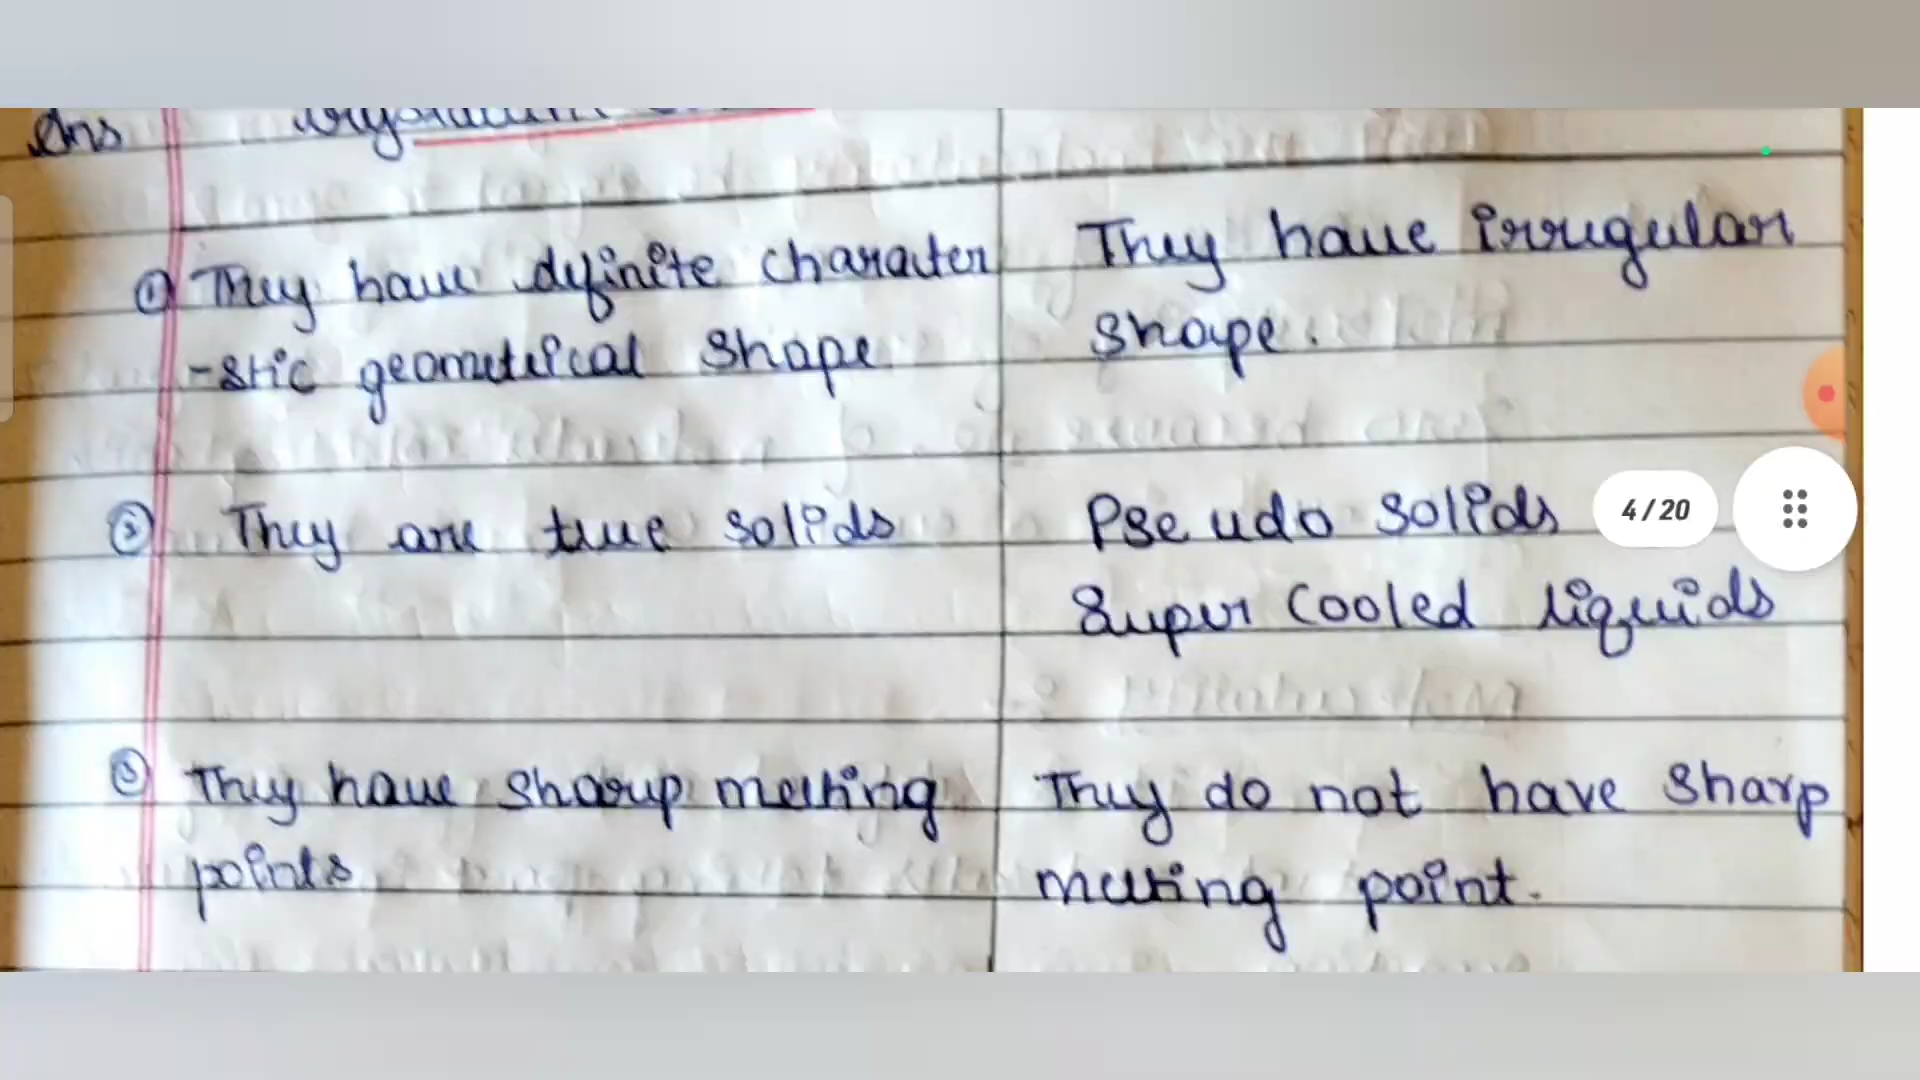 Ans
① They have definite character
-stic geometrical shape
They have irregular
shape.
② They are true solids
Pseudo solids
Super cooled liquids
③ They have sharp melting
points
They do not have sharp
melting point.
4/20